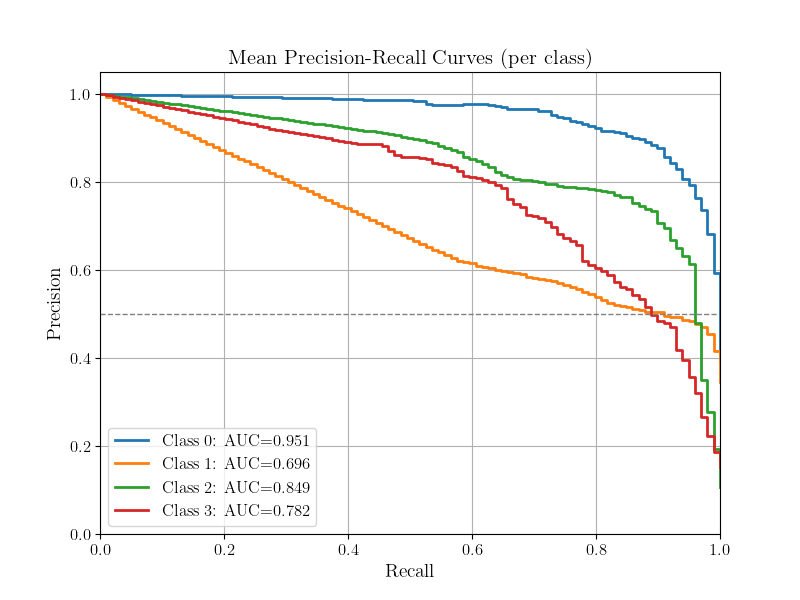 Mean Precision-Recall Curves (per class)
1.0
0.8
0.6
0.4
0.2
0.0
Precision
Class 0: AUC=0.951
Class 1: AUC=0.696
Class 2: AUC=0.849
Class 3: AUC=0.782
0.0 0.2 0.4 0.6 0.8 1.0
Recall